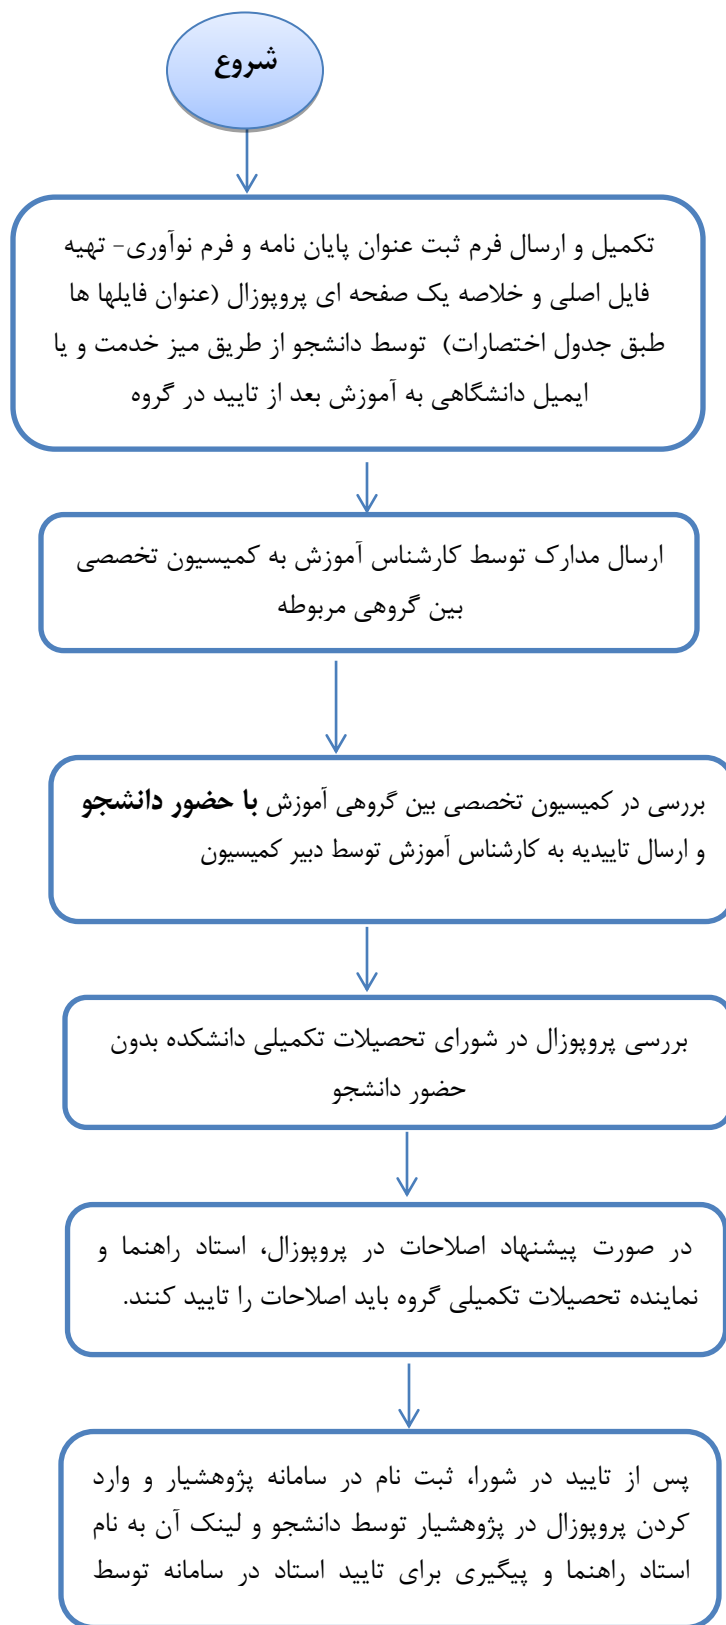 شروع
تکمیل و ارسال فرم ثبت عنوان پایان نامه و فرم نوآوری- تهیه
فایل اصلی و خلاصه یک صفحه ای پروپوزال (عنوان فایلها ها
طبق جدول اختصارات) توسط دانشجو از طریق میز خدمت و یا
ایمیل دانشگاهی به آموزش بعد از تایید در گروه
ارسال مدارک توسط کارشناس آموزش به کمیسیون تخصصی
بین گروهی مربوطه
بررسی در کمیسیون تخصصی بین گروهی آموزش با حضور دانشجو
و ارسال تاییدیه به کارشناس آموزش توسط دبیر کمیسیون
بررسی پروپوزال در شورای تحصیلات تکمیلی دانشکده بدون
حضور دانشجو
در صورت پیشنهاد اصلاحات در پروپوزال، استاد راهنما و
نماینده تحصیلات تکمیلی گروه باید اصلاحات را تایید کنند.
پس از تایید در شورا، ثبت نام در سامانه پژوهشیار و وارد
کردن پروپوزال در پژوهشیار توسط دانشجو و لینک آن به نام
استاد راهنما و پیگیری برای تایید استاد در سامانه توسط